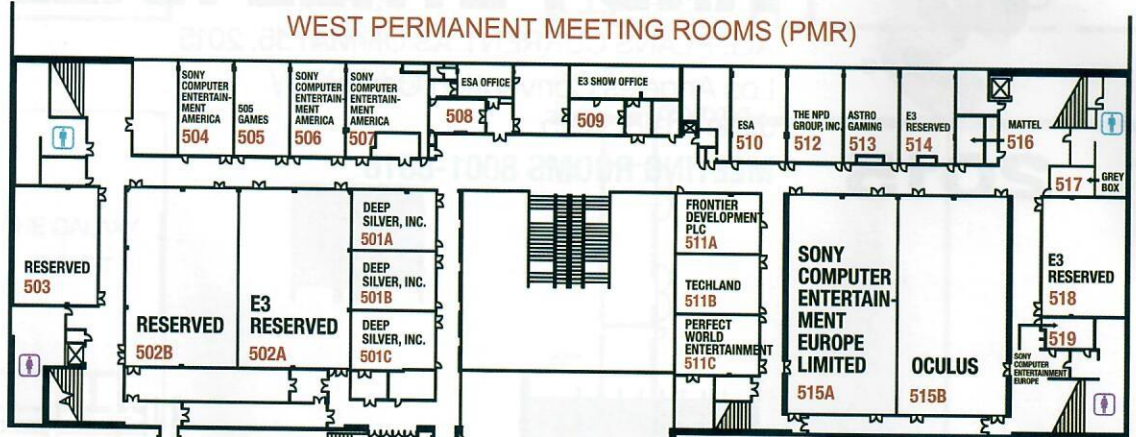 WEST PERMANENT MEETING ROOMS (PMR)
SONY
COMPUTER
ENTERTAIN-
MENT
AMERICA
504
505
GAMES
505
SONY
COMPUTER
ENTERTAIN-
MENT
AMERICA
506
SONY
COMPUTER
ENTERTAIN-
MENT
AMERICA
507
ESA OFFICE
508
E3 SHOW OFFICE
509
ESA
510
THE NPD
GROUP, INC.
512
ASTRO
GAMING
513
E3
RESERVED
514
MATTEL
516
517
GREY
BOX
RESERVED
503
RESERVED
502B
E3
RESERVED
502A
DEEP
SILVER, INC.
501A
DEEP
SILVER, INC.
501B
DEEP
SILVER, INC.
501C
FRONTIER
DEVELOPMENT
PLC
511A
TECHLAND
511B
PERFECT
WORLD
ENTERTAINMENT
511C
SONY
COMPUTER
ENTERTAIN-
MENT
EUROPE
LIMITED
515A
OCULUS
515B
E3
RESERVED
518
519
SONY
COMPUTER
ENTERTAINMENT
EUROPE